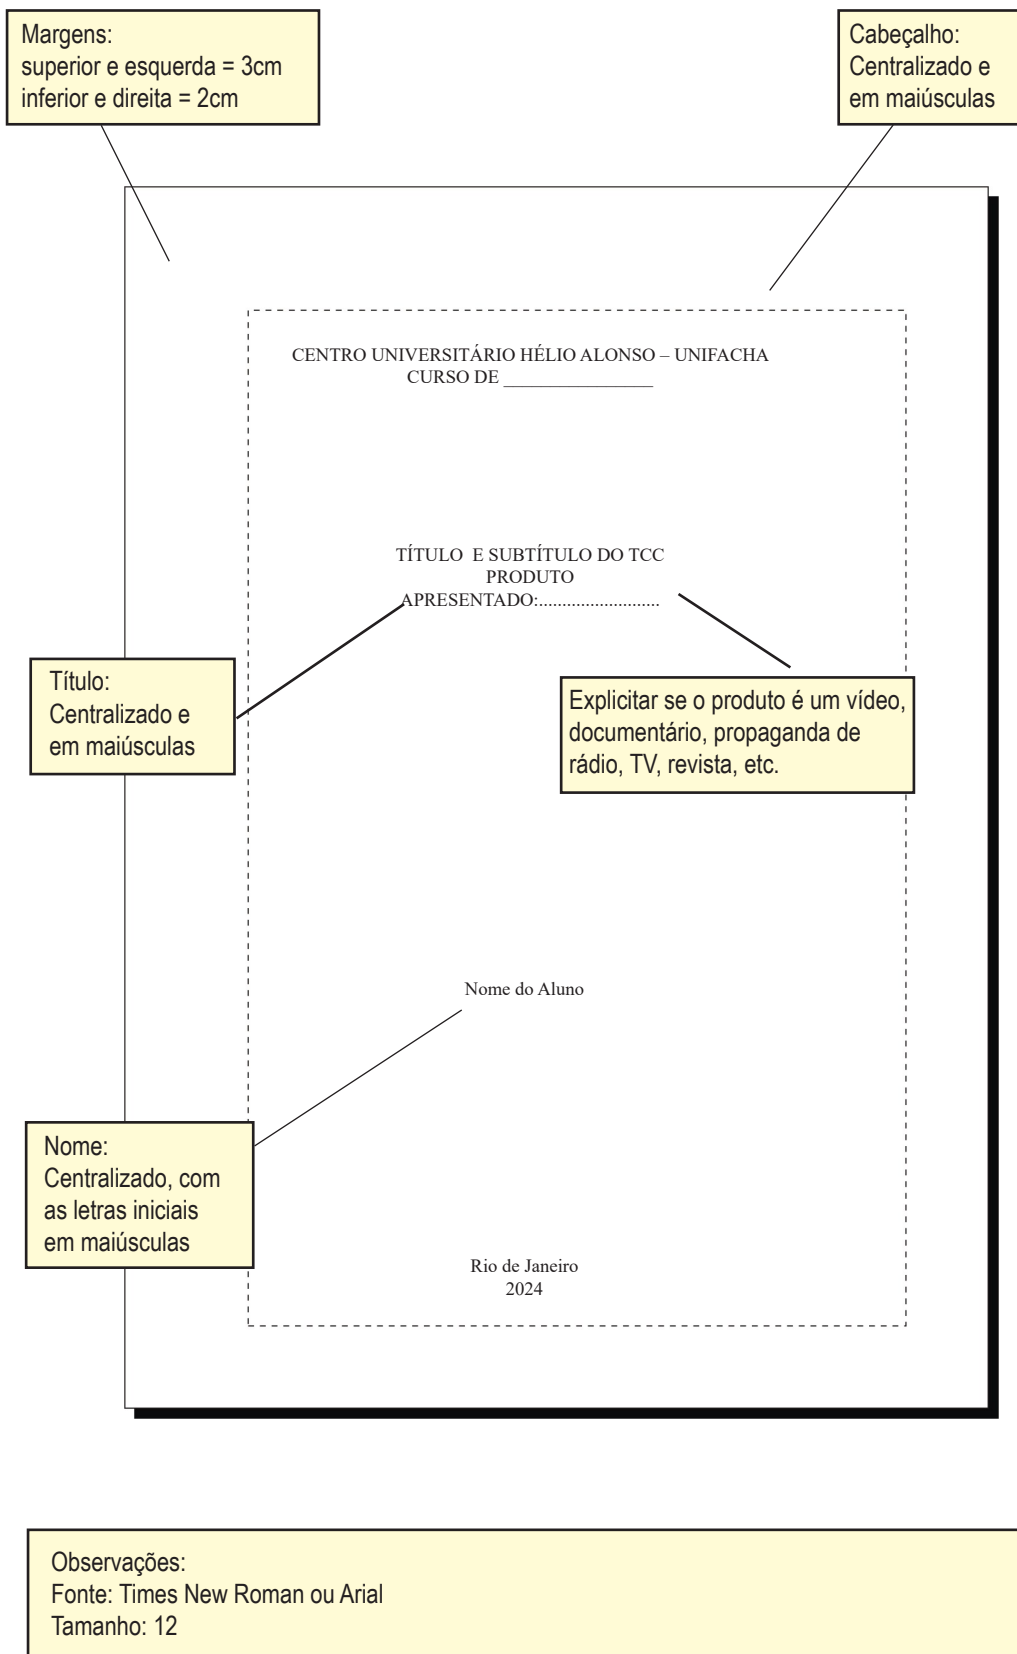 Margens:
superior e esquerda = 3cm
inferior e direita = 2cm
Cabeçalho:
Centralizado e
em maiúsculas
CENTRO UNIVERSITÁRIO HÉLIO ALONSO – UNIFACHA
CURSO DE ________________
TÍTULO  E SUBTÍTULO DO TCC
PRODUTO
APRESENTADO:..........................
Título:
Centralizado e
em maiúsculas
Explicitar se o produto é um vídeo,
documentário, propaganda de
rádio, TV, revista, etc.
Nome do Aluno
Nome:
Centralizado, com
as letras iniciais
em maiúsculas
Rio de Janeiro
2024
Observações:
Fonte: Times New Roman ou Arial
Tamanho: 12